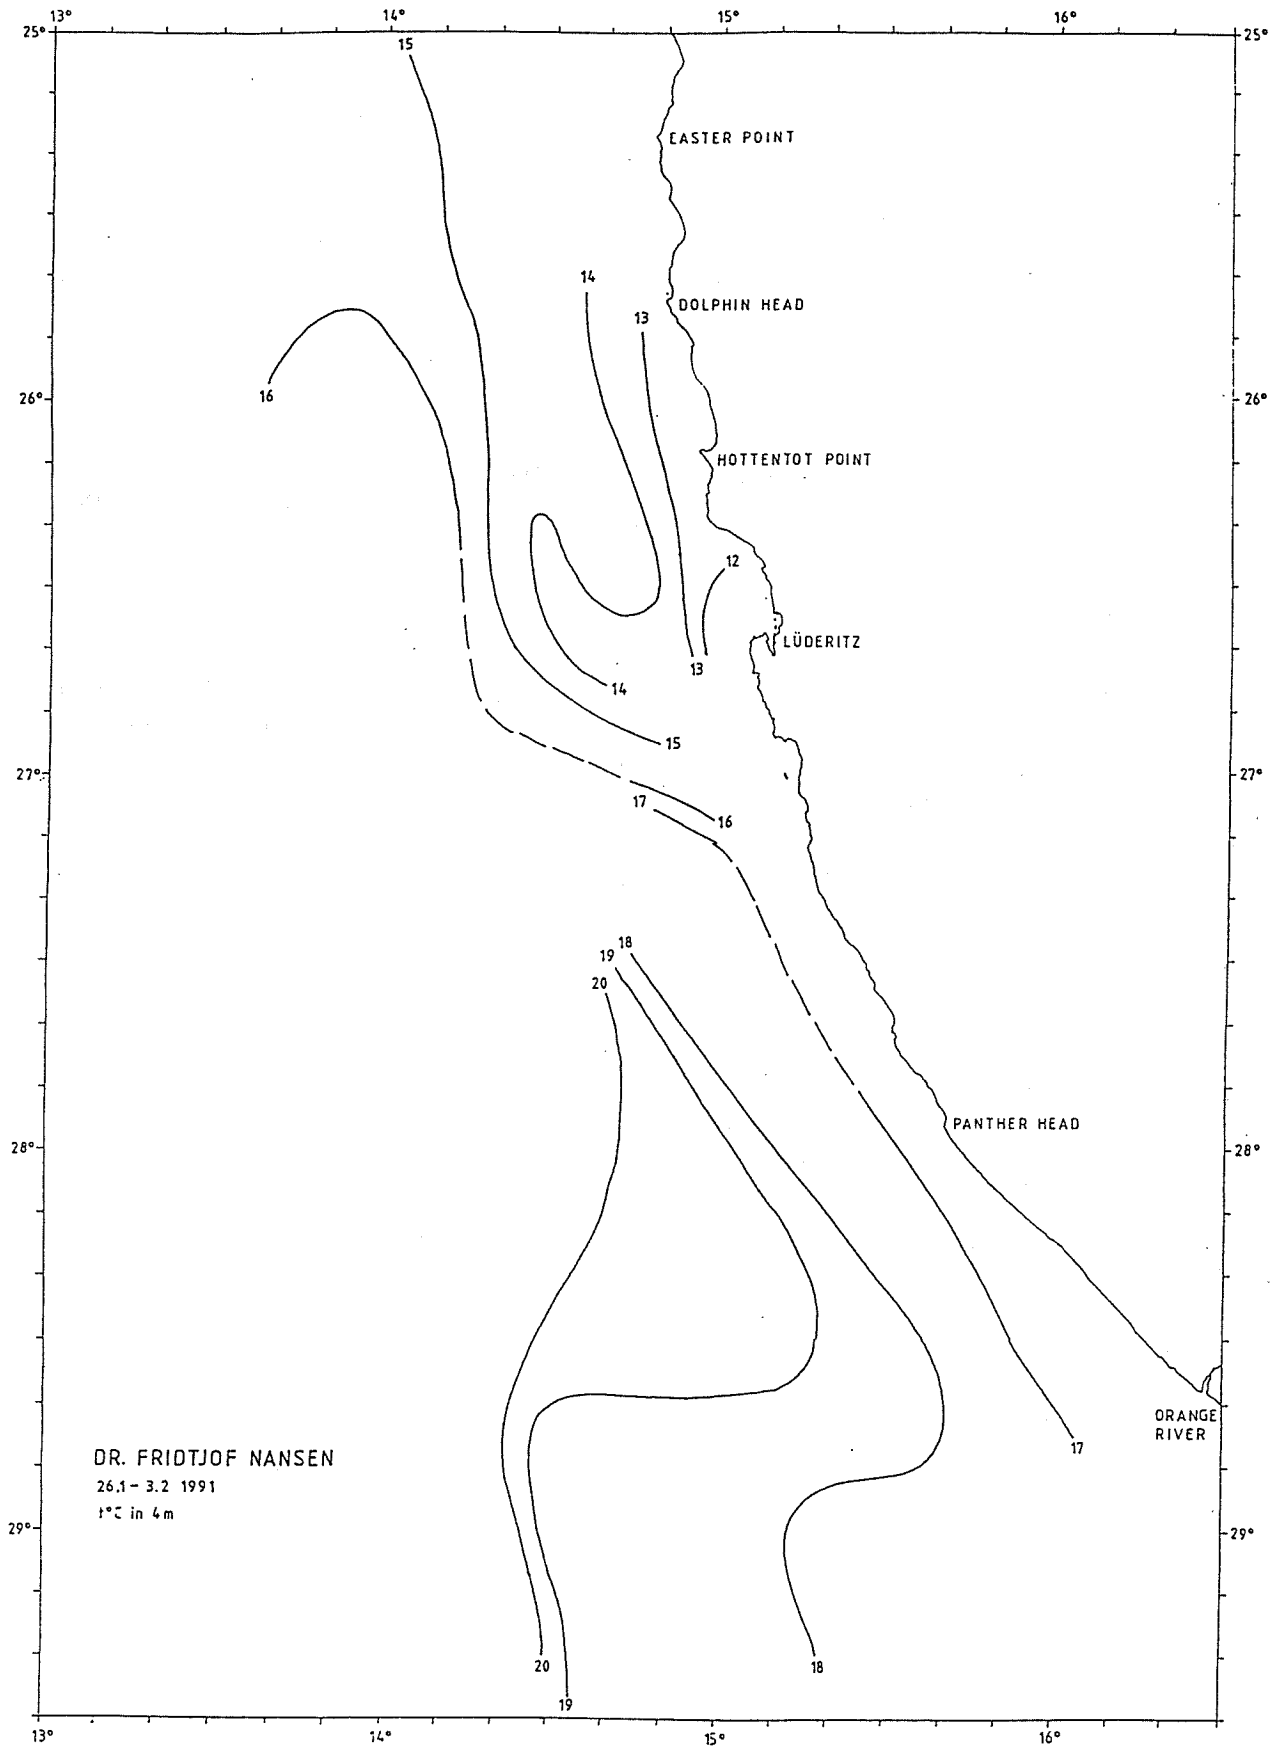 13° 14° 15° 16°
25° 25°
15
EASTER POINT
14
DOLPHIN HEAD
13
16
26° 26°
HOTTENTOT POINT
12
LÜDERITZ
13
14
15
27° 27°
17
16
18
19
20
PANTHER HEAD
28° 28°
ORANGE
RIVER
17
DR. FRIDTJOF NANSEN
26.1 - 3.2 1991
t°C in 4m
29° 29°
20
18
19
13° 14° 15° 16°